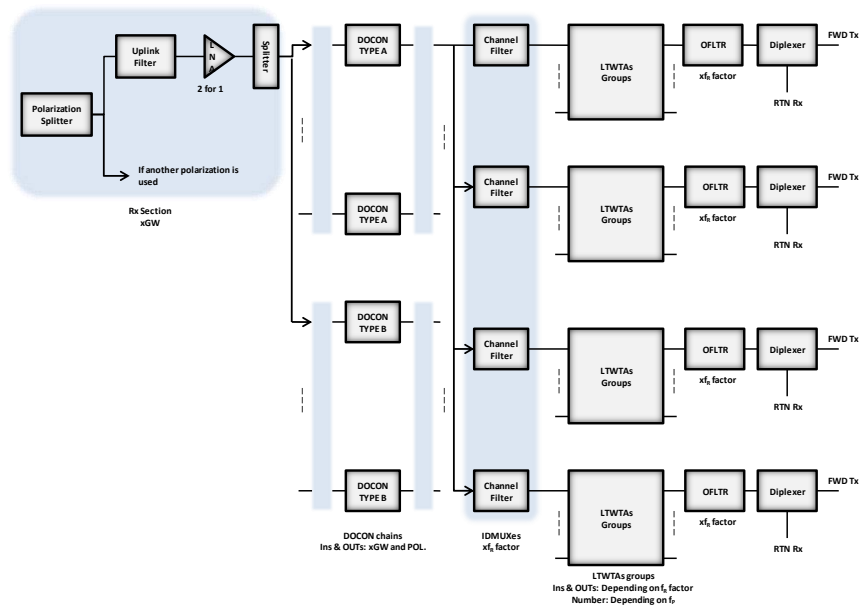 Polarization
Splitter
Uplink
Filter
LNA
2 for 1
Splitter
If another polarization is
used
Rx Section
xGW
DOCON
TYPE A
DOCON
TYPE A
DOCON
TYPE B
DOCON
TYPE B
DOCON chains
Ins & OUTs: xGW and POL.
Channel
Filter
Channel
Filter
Channel
Filter
Channel
Filter
IDMUXes
xfR factor
LTWTAs
Groups
LTWTAs
Groups
LTWTAs
Groups
LTWTAs
Groups
LTWTAs groups
Ins & OUTs: Depending on fR factor
Number: Depending on fP
OFLTR
xfR factor
Diplexer
FWD Tx
RTN Rx
OFLTR
xfR factor
Diplexer
FWD Tx
RTN Rx
OFLTR
xfR factor
Diplexer
FWD Tx
RTN Rx
OFLTR
xfR factor
Diplexer
FWD Tx
RTN Rx